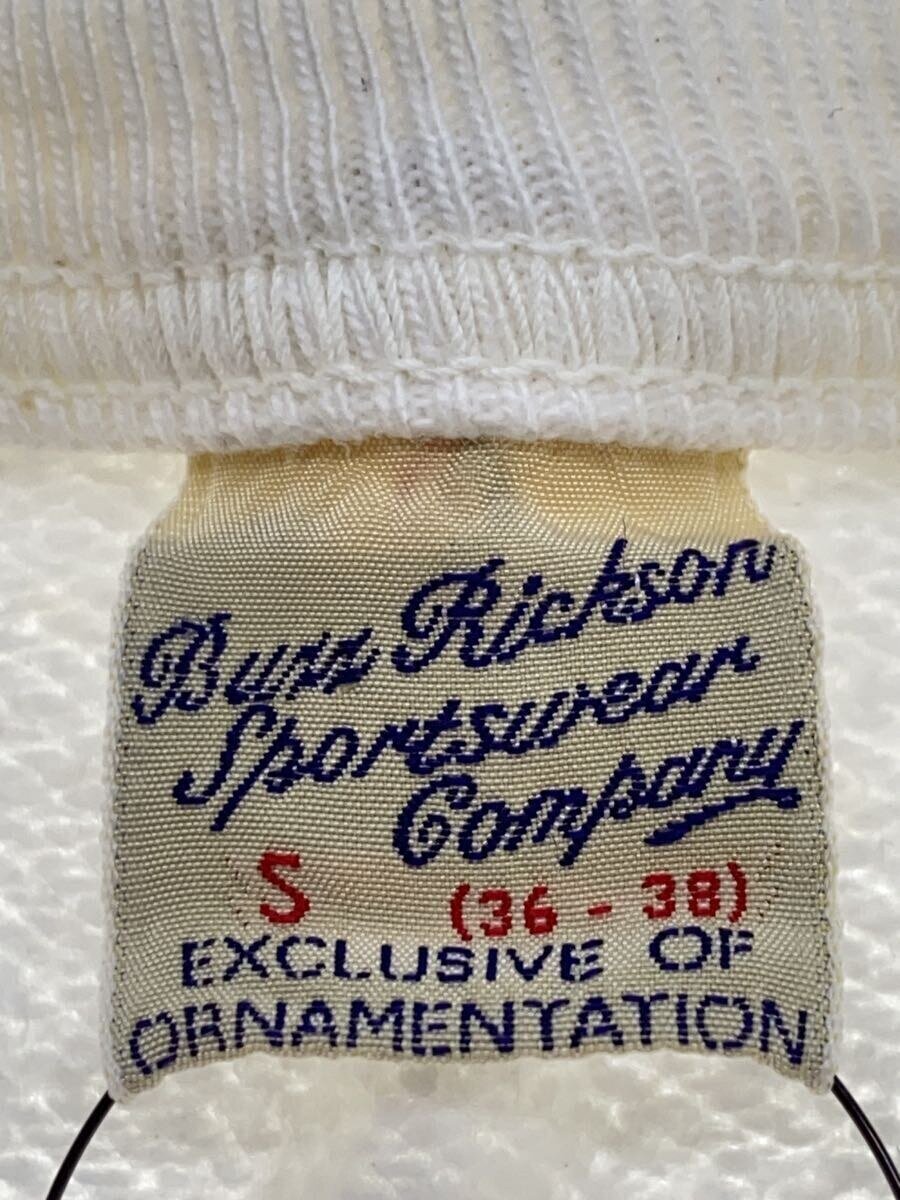 Buzz Rickson
Sportswear
Company
S (36 - 38)
EXCLUSIVE OF
ORNAMENTATION